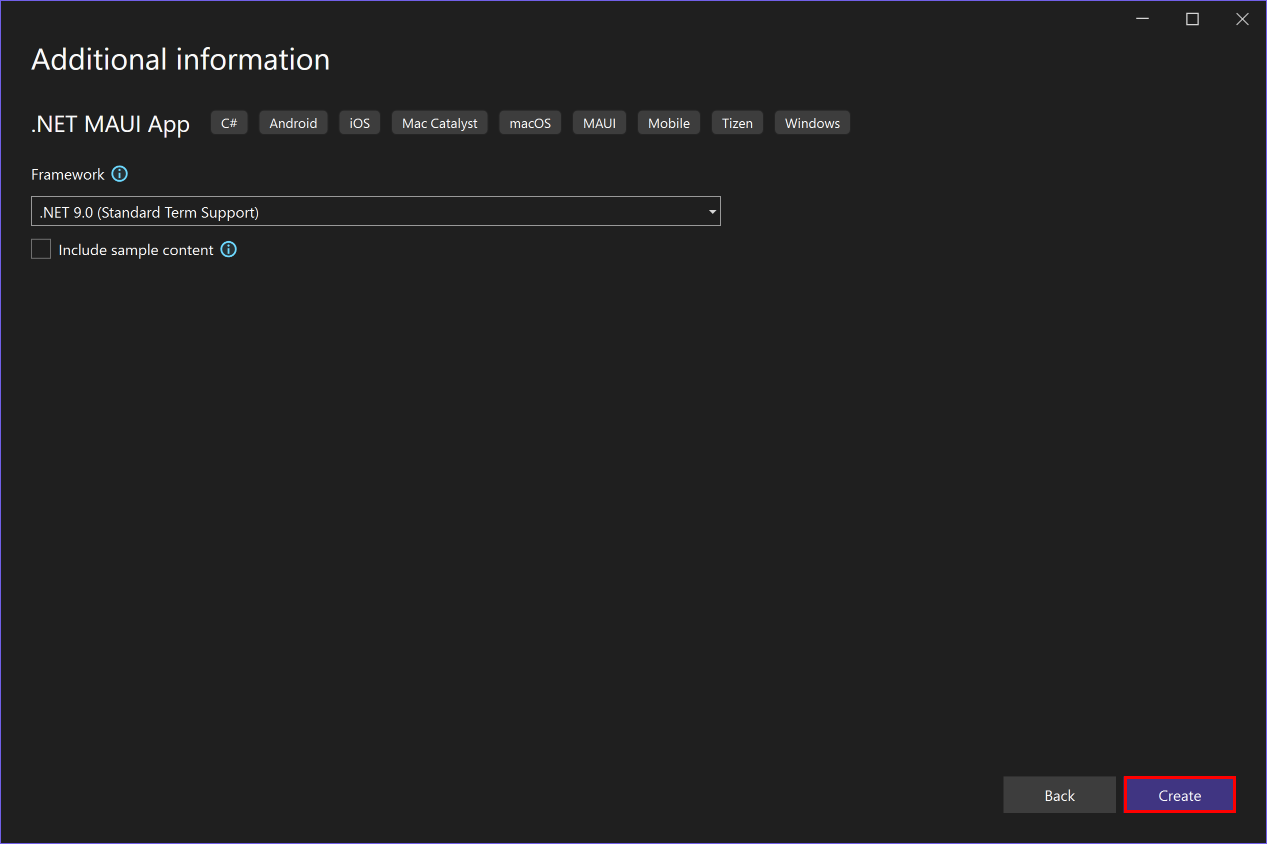 Additional information
.NET MAUI App C# Android iOS Mac Catalyst macOS MAUI Mobile Tizen Windows
Framework
.NET 9.0 (Standard Term Support)
Include sample content
Back Create